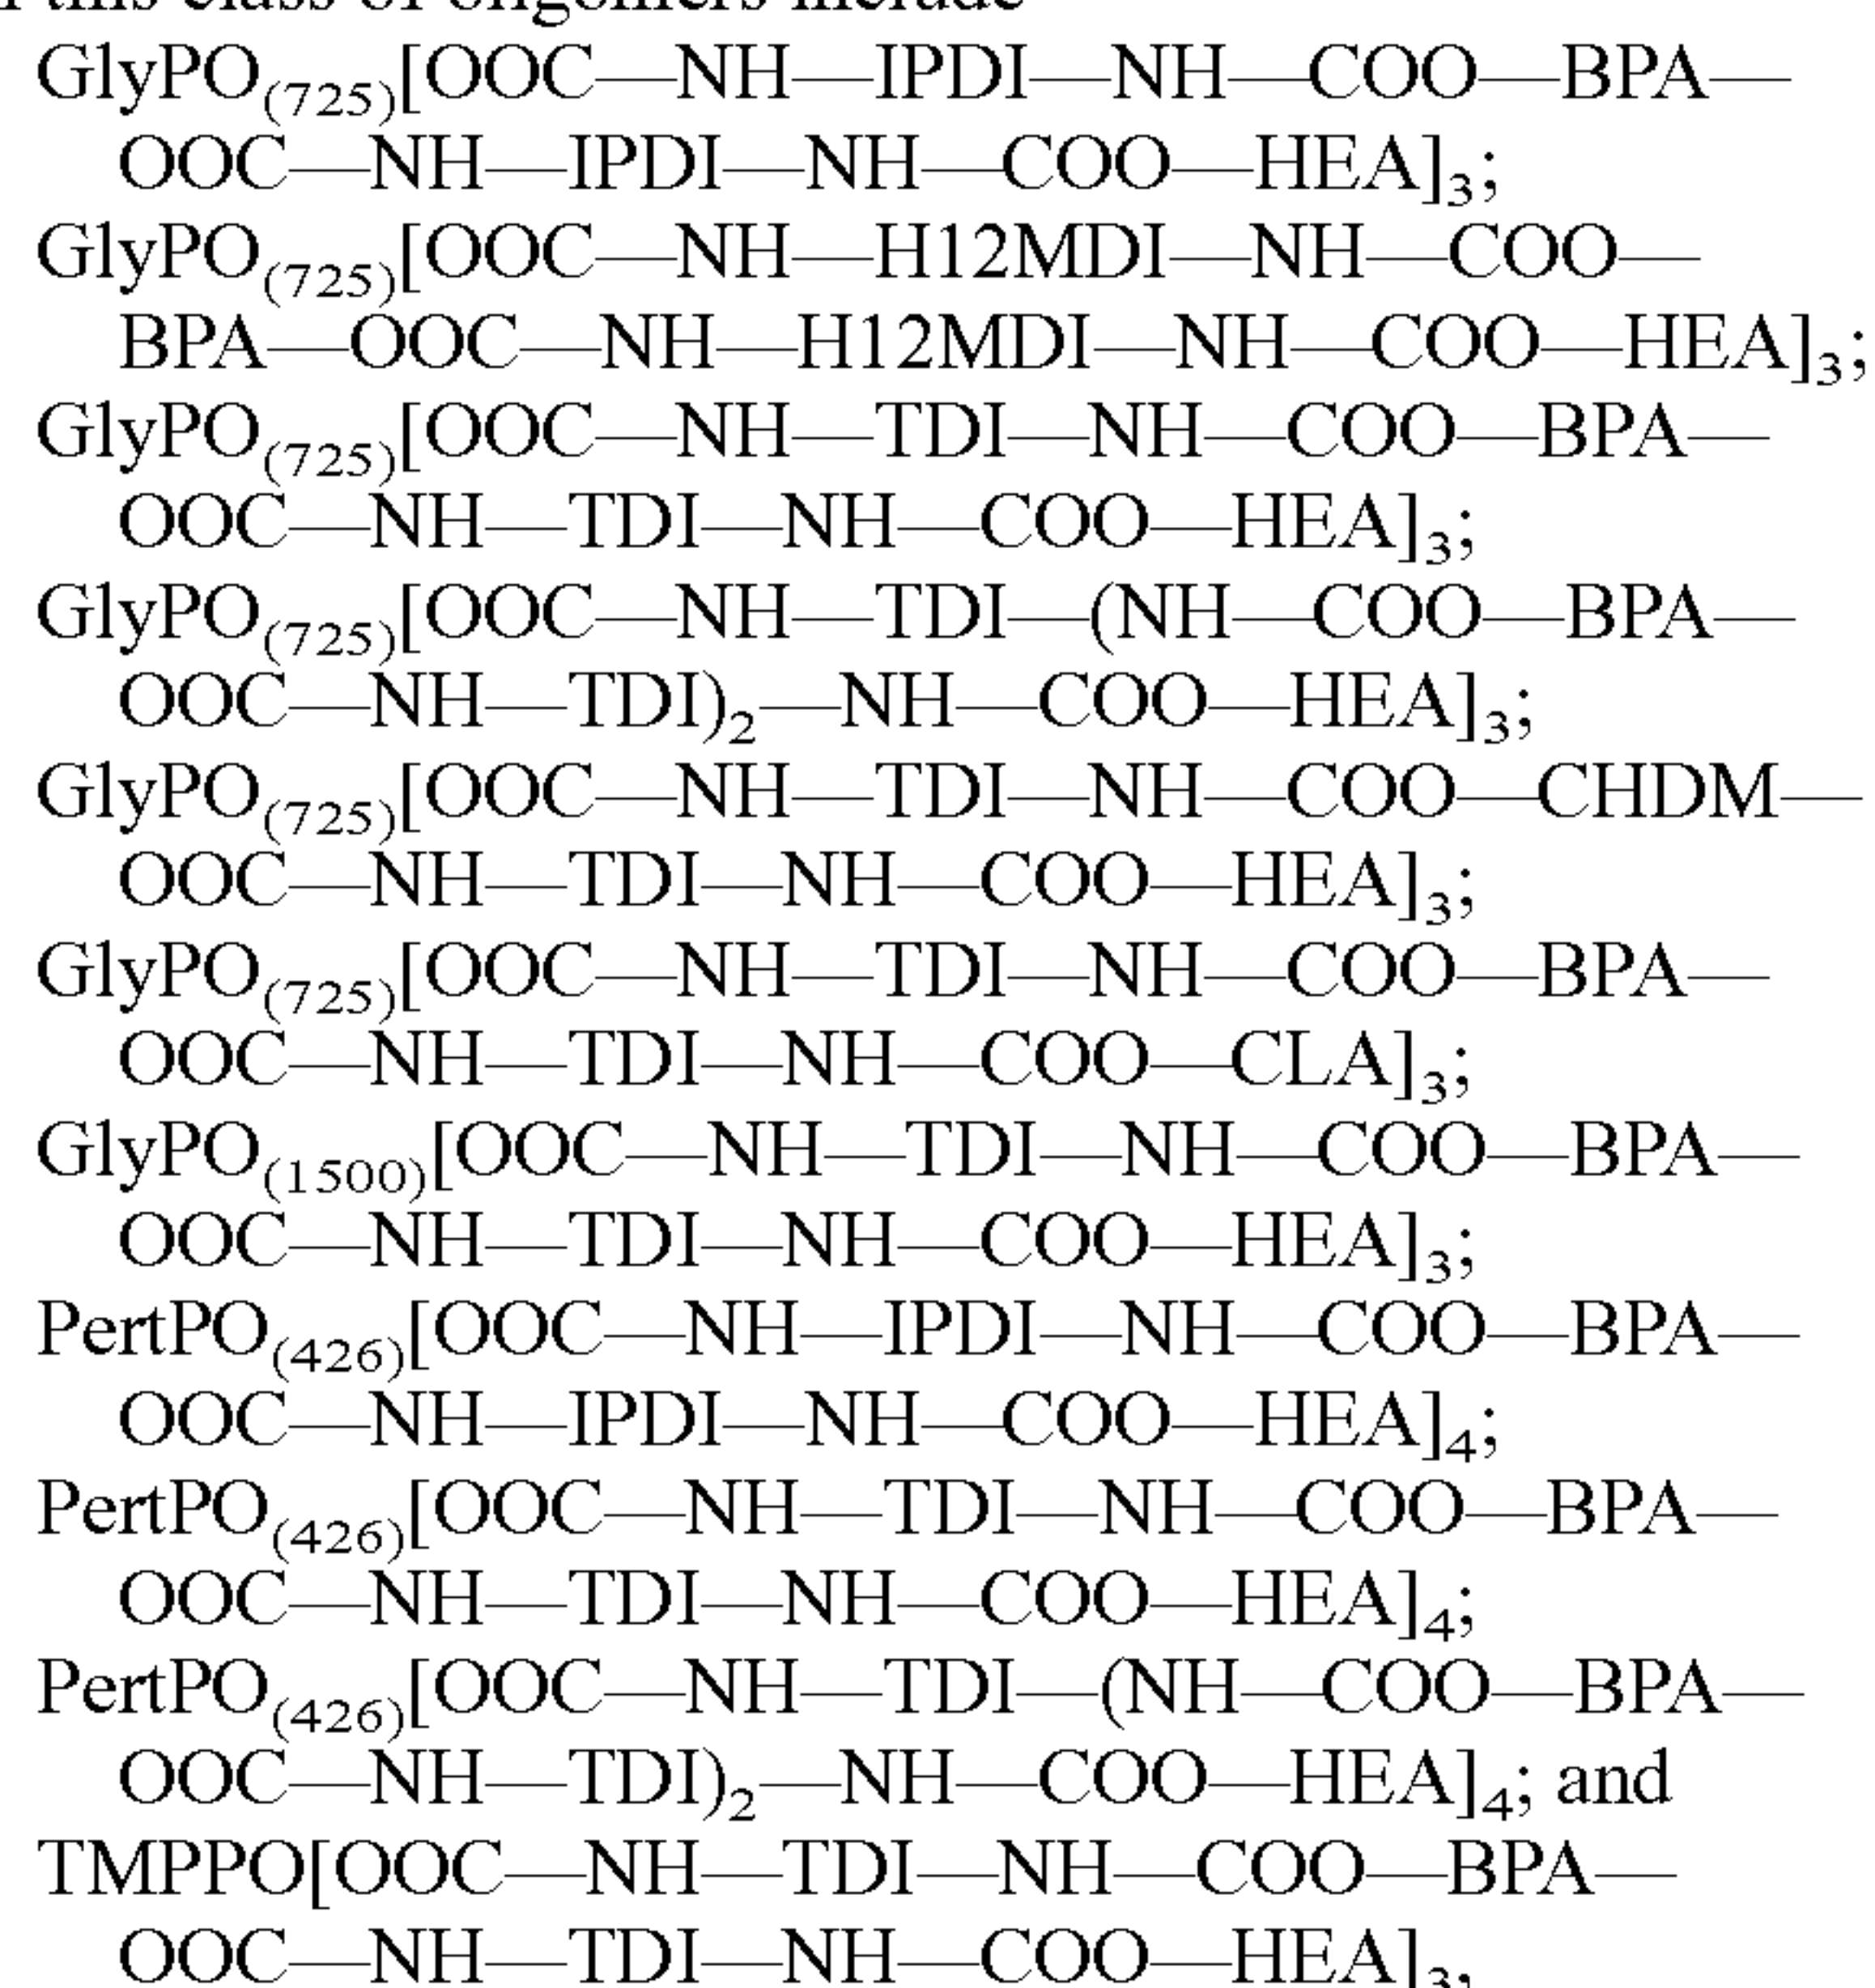 this class of oligomers include
GlyPO(725)[OOC—NH—IPDI—NH—COO—BPA—
OOC—NH—IPDI—NH—COO—HEA]3;
GlyPO(725)[OOC—NH—H12MDI—NH—COO—
BPA—OOC—NH—H12MDI—NH—COO—HEA]3;
GlyPO(725)[OOC—NH—TDI—NH—COO—BPA—
OOC—NH—TDI—NH—COO—HEA]3;
GlyPO(725)[OOC—NH—TDI—(NH—COO—BPA—
OOC—NH—TDI)2—NH—COO—HEA]3;
GlyPO(725)[OOC—NH—TDI—NH—COO—CHDM—
OOC—NH—TDI—NH—COO—HEA]3;
GlyPO(725)[OOC—NH—TDI—NH—COO—BPA—
OOC—NH—TDI—NH—COO—CLA]3;
GlyPO(1500)[OOC—NH—TDI—NH—COO—BPA—
OOC—NH—TDI—NH—COO—HEA]3;
PertPO(426)[OOC—NH—IPDI—NH—COO—BPA—
OOC—NH—IPDI—NH—COO—HEA]4;
PertPO(426)[OOC—NH—TDI—NH—COO—BPA—
OOC—NH—TDI—NH—COO—HEA]4;
PertPO(426)[OOC—NH—TDI—(NH—COO—BPA—
OOC—NH—TDI)2—NH—COO—HEA]4; and
TMPPO[OOC—NH—TDI—NH—COO—BPA—
OOC—NH—TDI—NH—COO—HEA]3,